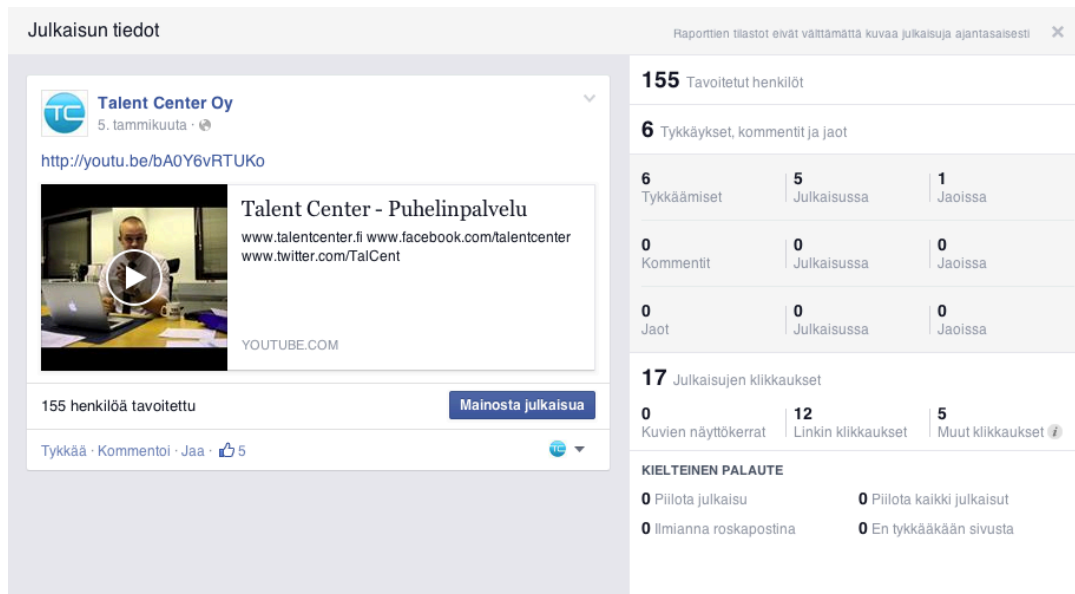 Julkaisun tiedot
Raporttien tilastot eivät välttämättä kuvaa julkaisuja ajantasaisesti
TC
Talent Center Oy
5. tammikuuta ·
http://youtu.be/bA0Y6vRTUKo
Talent Center - Puhelinpalvelu
www.talentcenter.fi www.facebook.com/talentcenter
www.twitter.com/TalCent
YOUTUBE.COM
155 henkilöä tavoitettu
Mainosta julkaisua
Tykkää · Kommentoi · Jaa · 5
TC
155 Tavoitetut henkilöt
6 Tykkäykset, kommentit ja jaot
6 5 1
Tykkäämiset Julkaisussa Jaoissa
0 0 0
Kommentit Julkaisussa Jaoissa
0 0 0
Jaot Julkaisussa Jaoissa
17 Julkaisujen klikkaukset
0 12 5
Kuvien näyttökerrat Linkin klikkaukset Muut klikkaukset i
KIELTEINEN PALAUTE
0 Piilota julkaisu 0 Piilota kaikki julkaisut
0 Ilmianna roskapostina 0 En tykkääkään sivusta